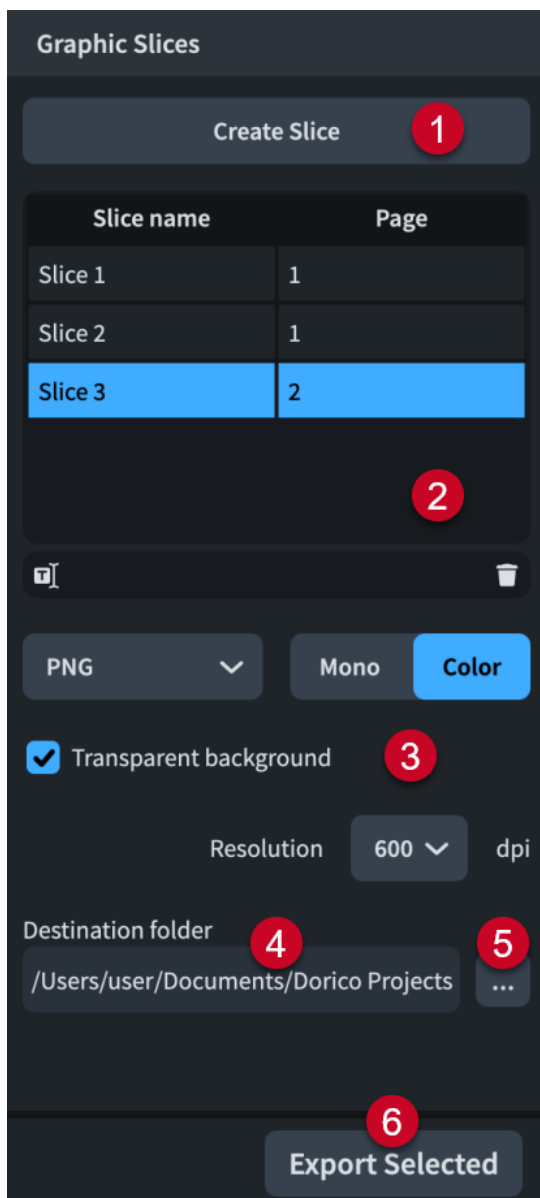 Graphic Slices
Create Slice 1
Slice name Page
Slice 1 1
Slice 2 1
Slice 3 2
2
T
PNG Mono Color
Transparent background 3
Resolution 600 dpi
Destination folder 4 5
/Users/user/Documents/Dorico Projects ...
6
Export Selected